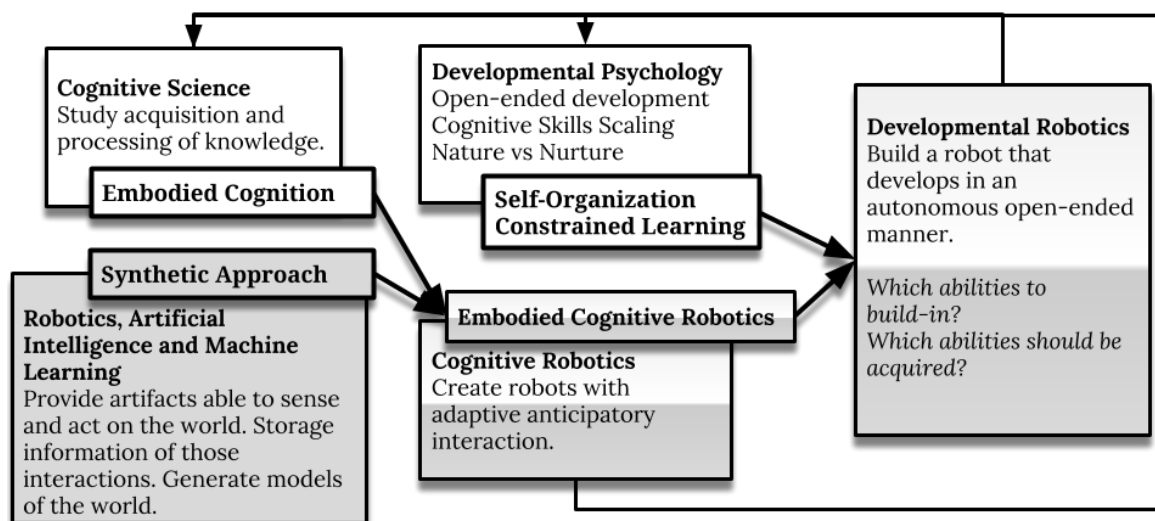 Cognitive Science
Study acquisition and
processing of knowledge.
Embodied Cognition
Synthetic Approach
Robotics, Artificial
Intelligence and Machine
Learning
Provide artifacts able to sense
and act on the world. Storage
information of those
interactions. Generate models
of the world.
Developmental Psychology
Open-ended development
Cognitive Skills Scaling
Nature vs Nurture
Self-Organization
Constrained Learning
Embodied Cognitive Robotics
Cognitive Robotics
Create robots with
adaptive anticipatory
interaction.
Developmental Robotics
Build a robot that
develops in an
autonomous open-ended
manner.
Which abilities to
build-in?
Which abilities should be
acquired?